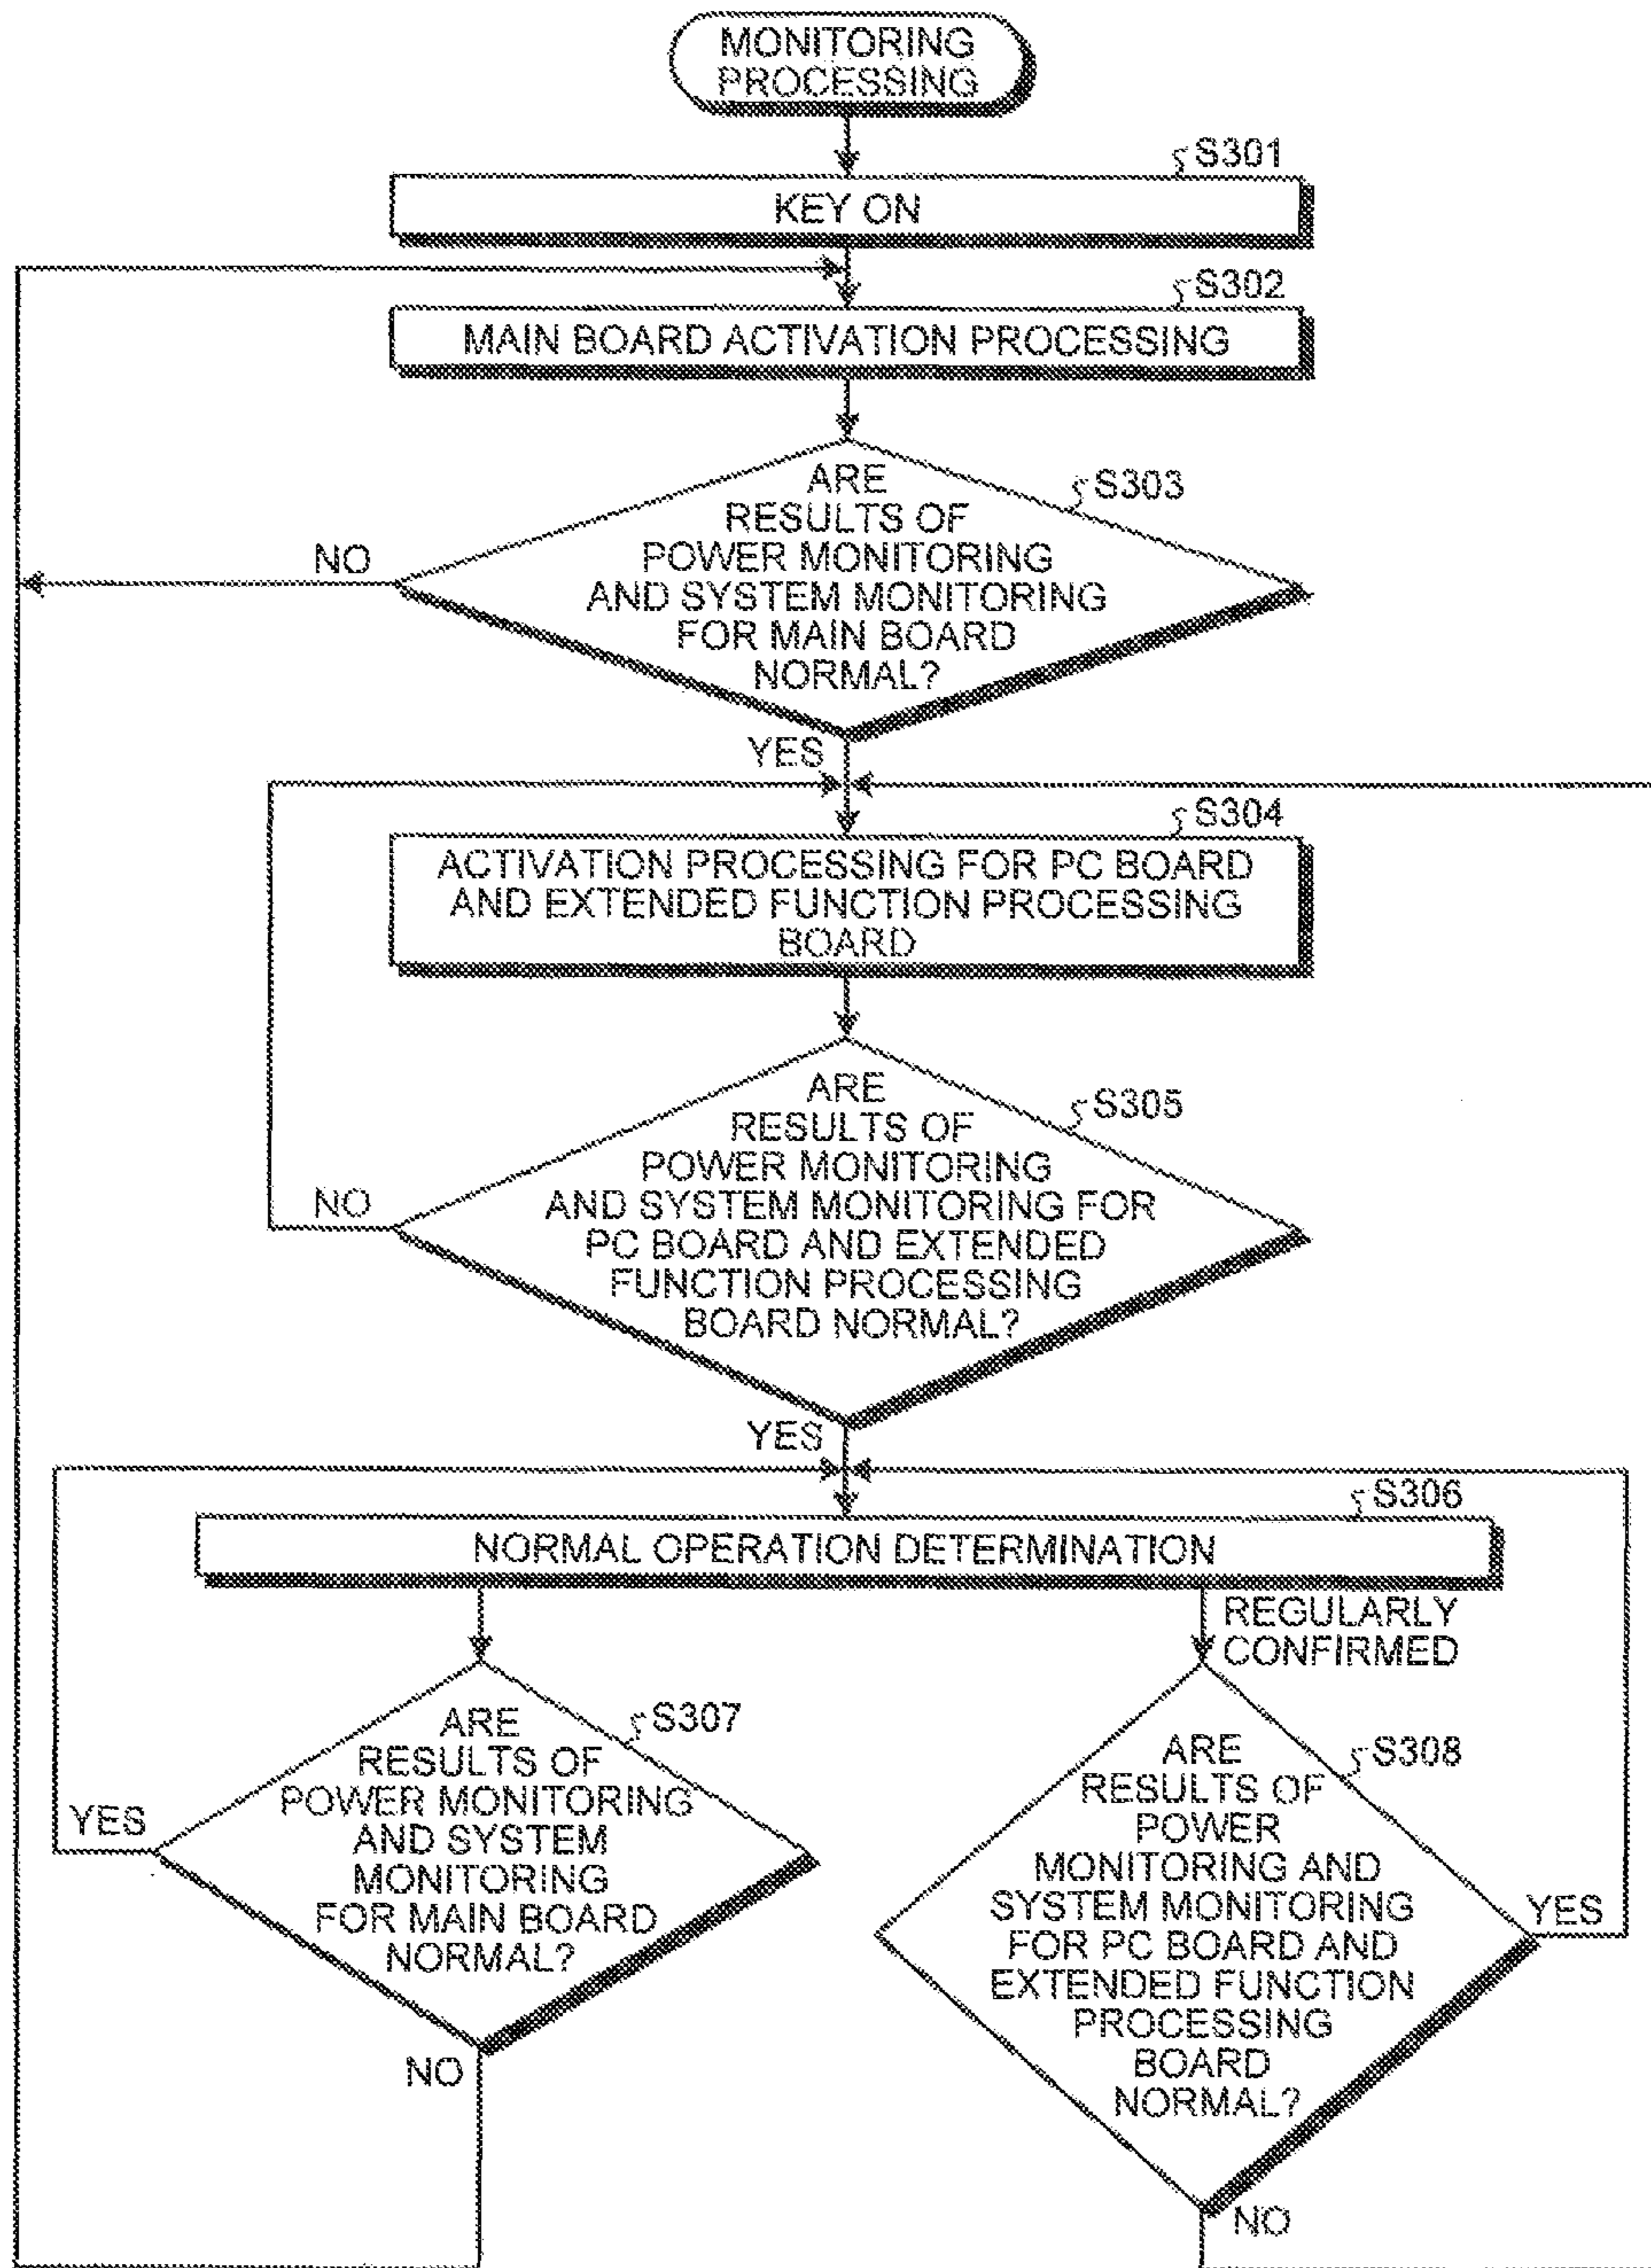 MONITORING
PROCESSING
S301
KEY ON
S302
MAIN BOARD ACTIVATION PROCESSING
S303
ARE
RESULTS OF
POWER MONITORING
AND SYSTEM MONITORING
FOR MAIN BOARD
NORMAL?
NO
YES
S304
ACTIVATION PROCESSING FOR PC BOARD
AND EXTENDED FUNCTION PROCESSING
BOARD
S305
ARE
RESULTS OF
POWER MONITORING
AND SYSTEM MONITORING FOR
PC BOARD AND EXTENDED
FUNCTION PROCESSING
BOARD NORMAL?
NO
YES
S306
NORMAL OPERATION DETERMINATION
REGULARLY
CONFIRMED
S307
ARE
RESULTS OF
POWER MONITORING
AND SYSTEM
MONITORING
FOR MAIN BOARD
NORMAL?
YES
NO
S308
ARE
RESULTS OF
POWER
MONITORING AND
SYSTEM MONITORING
FOR PC BOARD AND
EXTENDED FUNCTION
PROCESSING
BOARD
NORMAL?
YES
NO